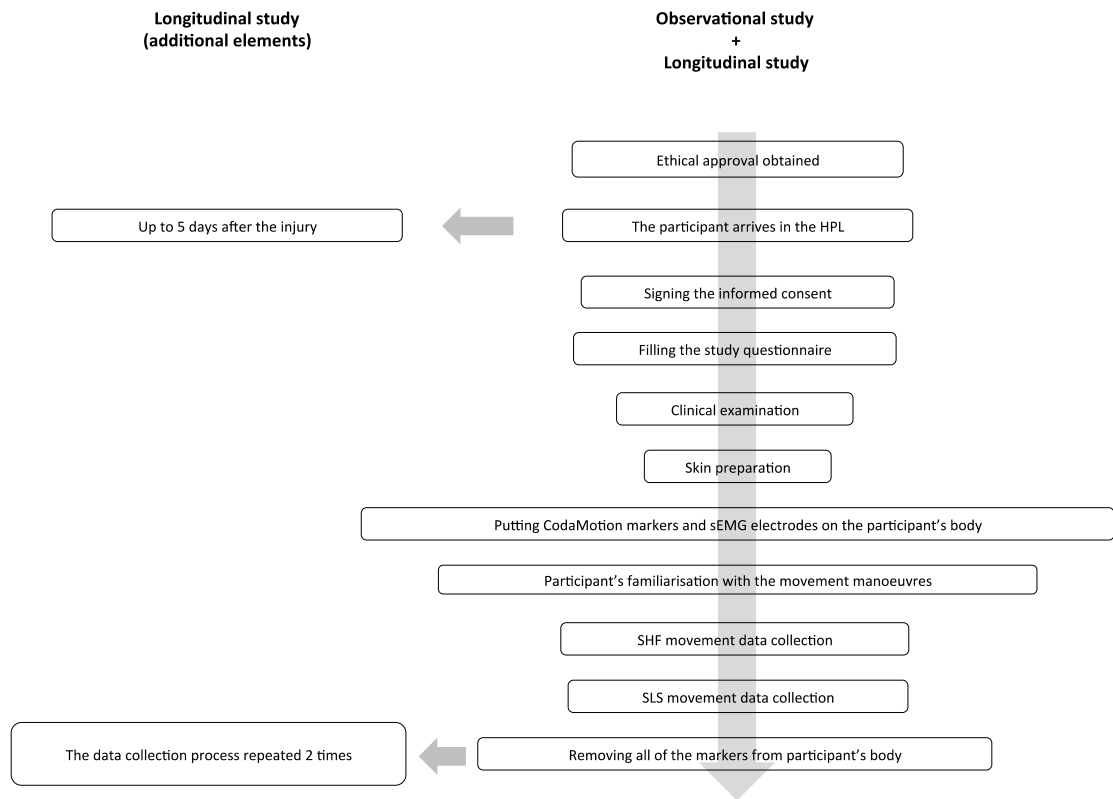 Longitudinal study
(additional elements)
Observational study
+
Longitudinal study
Ethical approval obtained
Up to 5 days after the injury
The participant arrives in the HPL
Signing the informed consent
Filling the study questionnaire
Clinical examination
Skin preparation
Putting CodaMotion markers and sEMG electrodes on the participant's body
Participant's familiarisation with the movement manoeuvres
SHF movement data collection
SLS movement data collection
The data collection process repeated 2 times
Removing all of the markers from participant's body